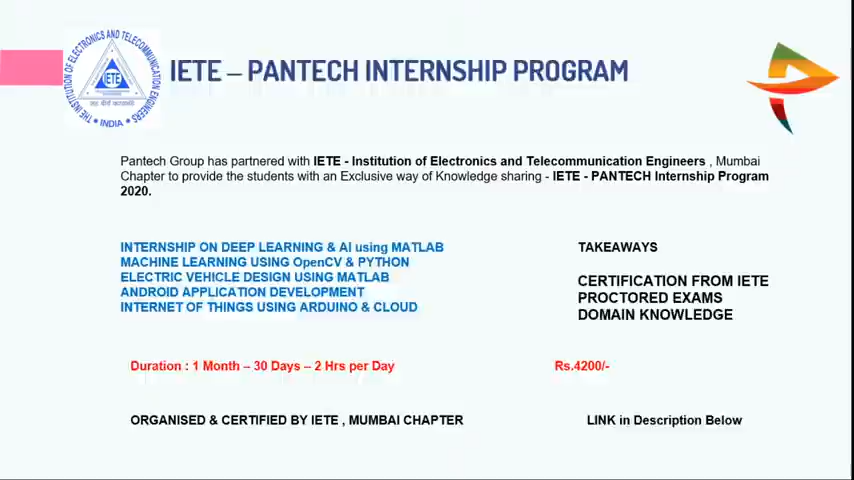 THE INSTITUTION OF ELECTRONICS AND TELECOMMUNICATION ENGINEERS
IETE
• INDIA •
IETE – PANTECH INTERNSHIP PROGRAM
Pantech Group has partnered with IETE - Institution of Electronics and Telecommunication Engineers , Mumbai
Chapter to provide the students with an Exclusive way of Knowledge sharing - IETE - PANTECH Internship Program
2020.
INTERNSHIP ON DEEP LEARNING & AI using MATLAB
MACHINE LEARNING USING OpenCV & PYTHON
ELECTRIC VEHICLE DESIGN USING MATLAB
ANDROID APPLICATION DEVELOPMENT
INTERNET OF THINGS USING ARDUINO & CLOUD
TAKEAWAYS
CERTIFICATION FROM IETE
PROCTORED EXAMS
DOMAIN KNOWLEDGE
Duration : 1 Month – 30 Days – 2 Hrs per Day
Rs.4200/-
ORGANISED & CERTIFIED BY IETE , MUMBAI CHAPTER
LINK in Description Below